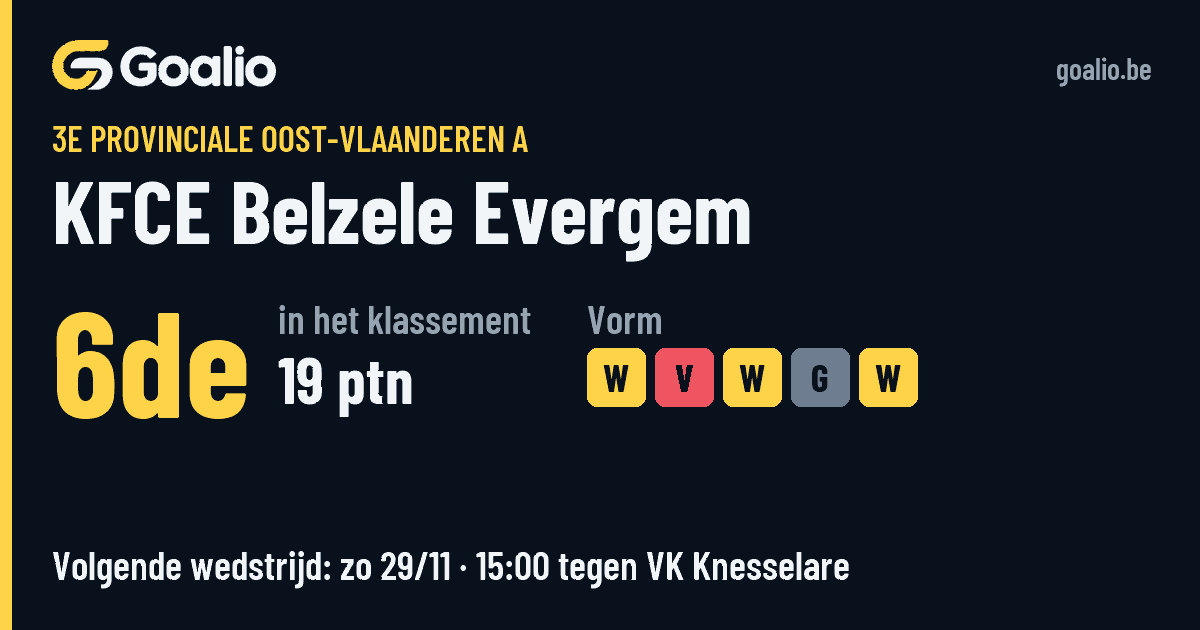 Goalio
goalio.be
3E PROVINCIALE OOST-VLAANDEREN A
KFCE Belzele Evergem
6de
in het klassement
19 ptn
Vorm
W V W G W
Volgende wedstrijd: zo 29/11 · 15:00 tegen VK Knesselare